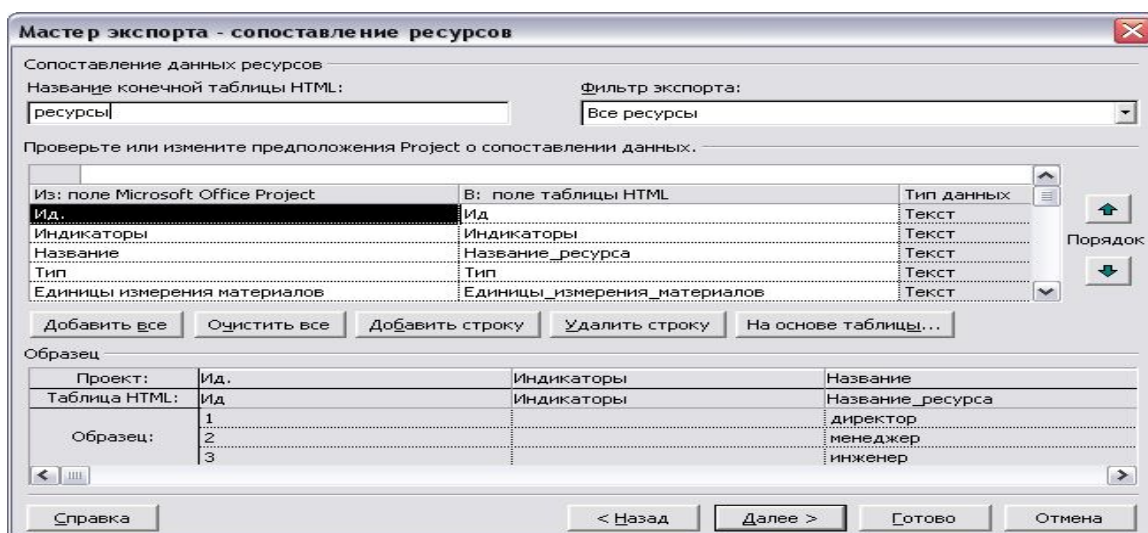 Мастер экспорта - сопоставление ресурсов
Сопоставление данных ресурсов
Название конечной таблицы HTML: Фильтр экспорта:
ресурсы Все ресурсы
Проверьте или измените предположения Project о сопоставлении данных.
Из: поле Microsoft Office Project В: поле таблицы HTML Тип данных
Ид. Ид Текст
Индикаторы Индикаторы Текст
Название Название_ресурса Текст
Порядок
Тип Тип Текст
Единицы измерения материалов Единицы_измерения_материалов Текст
Добавить все Очистить все Добавить строку Удалить строку На основе таблицы...
Образец
Проект: Ид. Индикаторы Название
Таблица HTML: Ид Индикаторы Название_ресурса
1 директор
Образец: 2 менеджер
3 инженер
Справка < Назад Далее > Готово Отмена